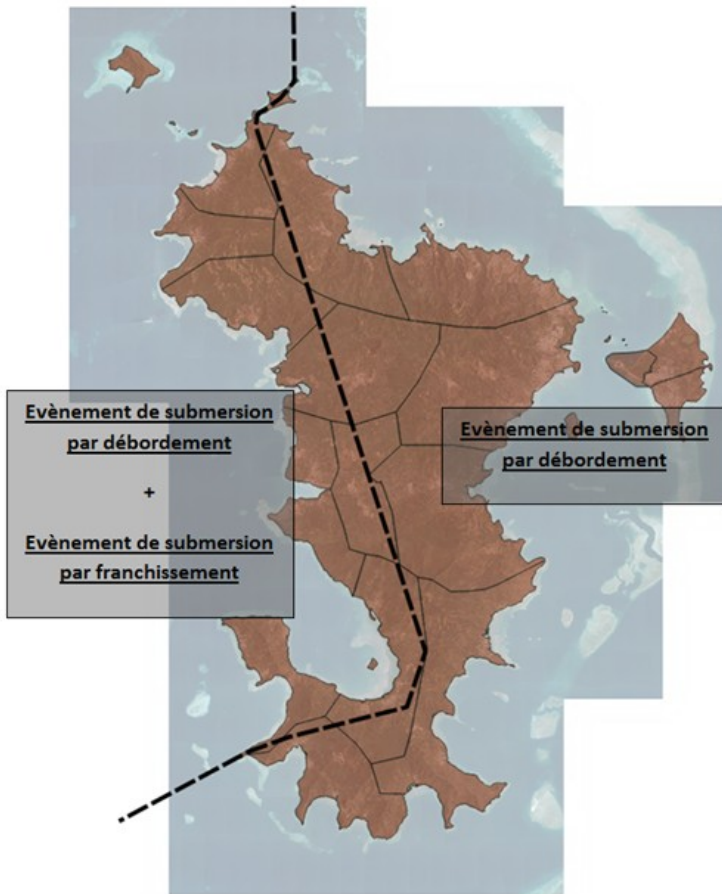 Evènement de submersion
par débordement
+
Evènement de submersion
par franchissement
Evènement de submersion
par débordement